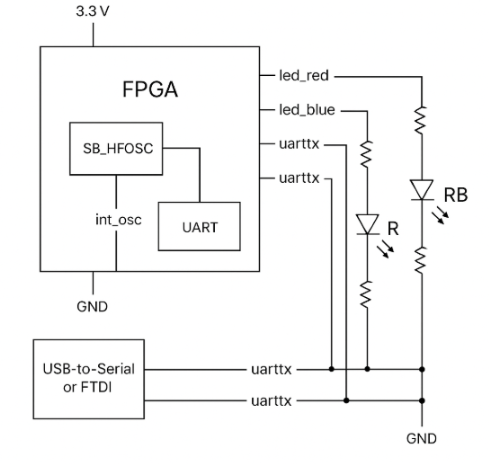 3.3 V
FPGA
led_red
led_blue
SB_HFOSC
uarttx
uarttx
RB
int_osc
UART
R
GND
USB-to-Serial
or FTDI
uarttx
uarttx
GND